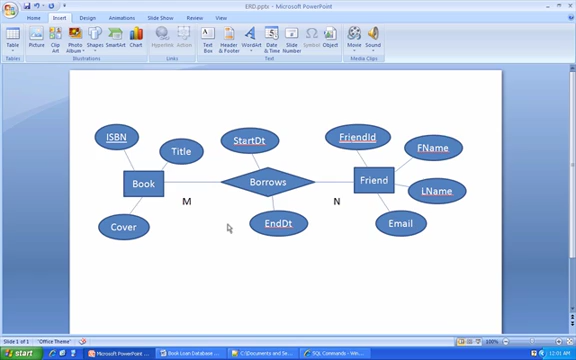 ERD.pptx - Microsoft PowerPoint
Home Insert Design Animations Slide Show Review View
Table Picture Clip Art Photo Album Shapes SmartArt Chart Hyperlink Action Text Box Header & Footer WordArt Date & Time Slide Number Symbol Object Movie Sound
Tables Illustrations Links Text Media Clips
ISBN
Title
StartDt
FriendId
FName
Book
Borrows
Friend
LName
M
N
Cover
EndDt
Email
Slide 1 of 1 "Office Theme" 100%
start Microsoft PowerPoint ... Book Loan Database ... C:\Documents and Se... SQL Commands - Win... 12:01 AM